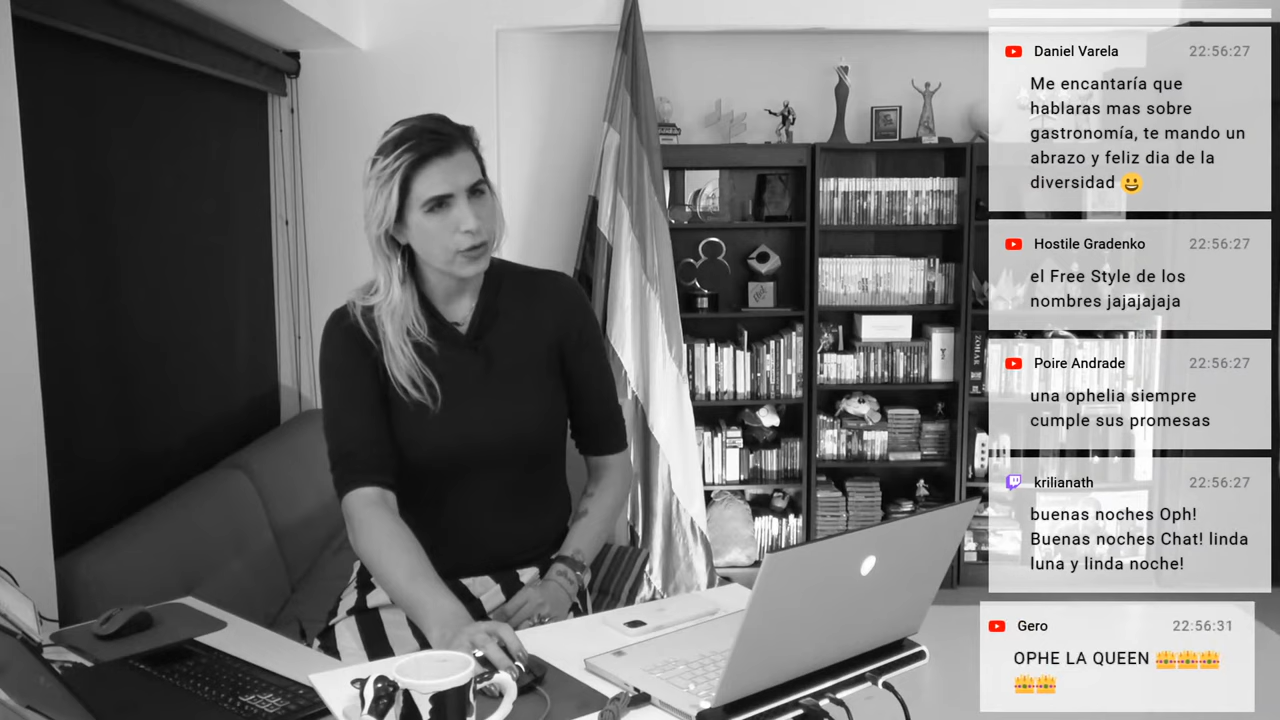 Daniel Varela 22:56:27
Me encantaría que
hablaras mas sobre
gastronomía, te mando un
abrazo y feliz dia de la
diversidad 😀
Hostile Gradenko 22:56:27
el Free Style de los
nombres jajajajaja
Poire Andrade 22:56:27
una ophelia siempre
cumple sus promesas
krilianath 22:56:27
buenas noches Oph!
Buenas noches Chat! linda
luna y linda noche!
Gero 22:56:31
OPHE LA QUEEN 👑👑👑
👑👑